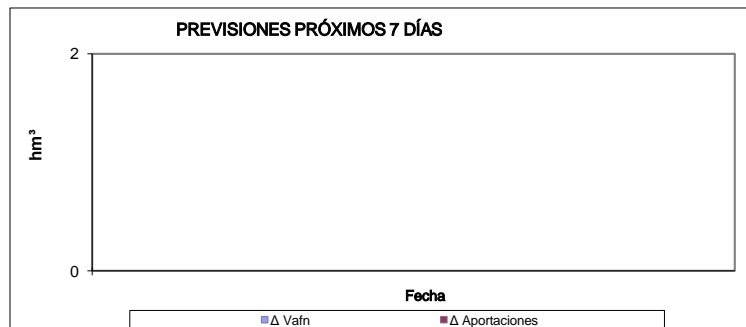 PREVISIONES PRÓXIMOS 7 DÍAS
2
hm³
0
Fecha
Δ Vafn Δ Aportaciones